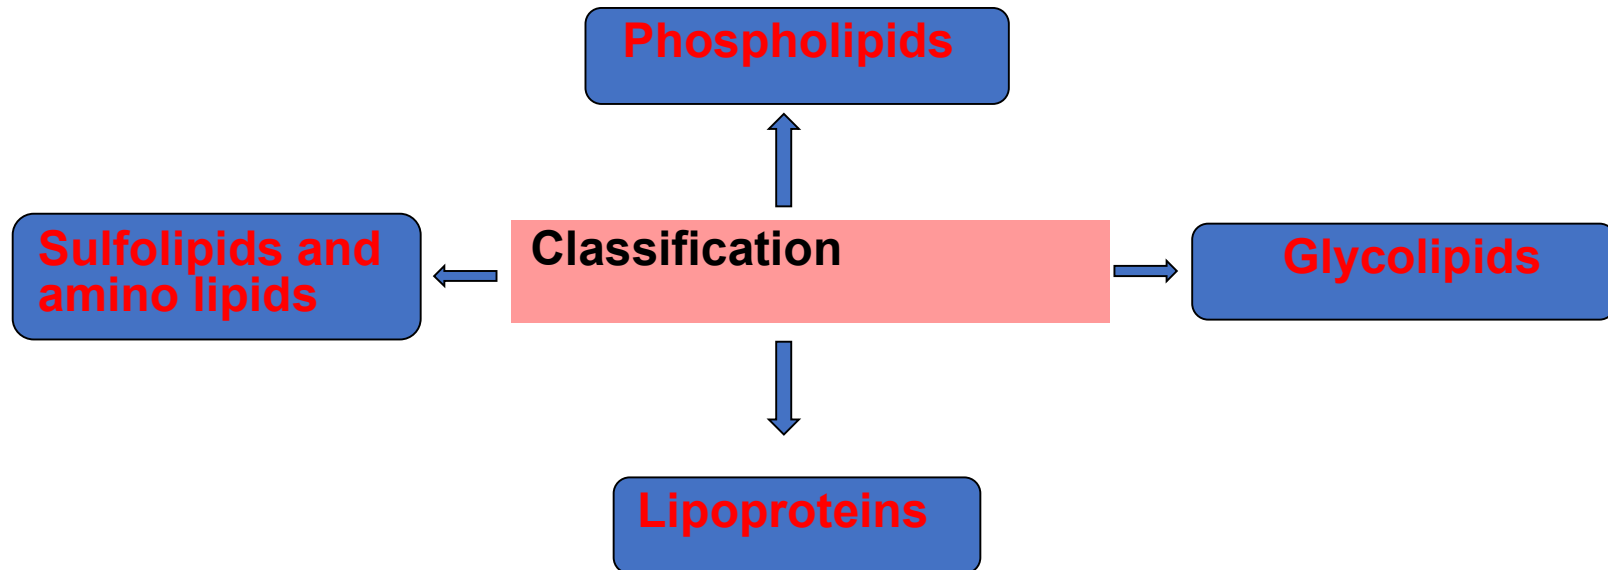 Phospholipids
Sulfolipids and
amino lipids
Classification
Glycolipids
Lipoproteins